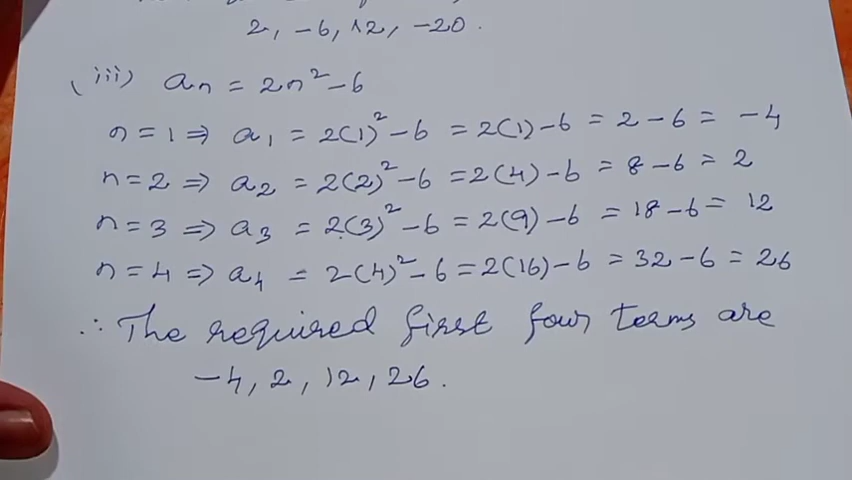 2, -6, 12, -20.
(iii) aₙ = 2n² - 6
n = 1 ⇒ a₁ = 2(1)² - 6 = 2(1) - 6 = 2 - 6 = -4
n = 2 ⇒ a₂ = 2(2)² - 6 = 2(4) - 6 = 8 - 6 = 2
n = 3 ⇒ a₃ = 2(3)² - 6 = 2(9) - 6 = 18 - 6 = 12
n = 4 ⇒ a₄ = 2(4)² - 6 = 2(16) - 6 = 32 - 6 = 26
∴ The required first four terms are
-4, 2, 12, 26.